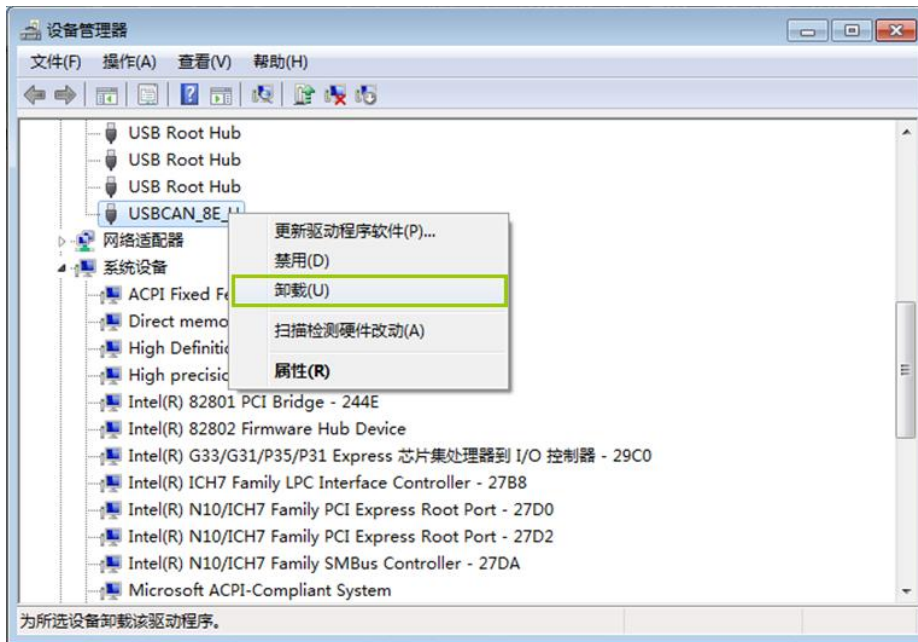 设备管理器
文件(F) 操作(A) 查看(V) 帮助(H)
USB Root Hub
USB Root Hub
USB Root Hub
USBCAN_8E_U
更新驱动程序软件(P)...
禁用(D)
卸载(U)
扫描检测硬件改动(A)
属性(R)
网络适配器
系统设备
ACPI Fixed
Direct
High
High
Intel(R) 82801 PCI Bridge - 244E
Intel(R) 82802 Firmware Hub Device
Intel(R) G33/G31/P35/P31 Express 芯片集处理器到 I/O 控制器 - 29C0
Intel(R) ICH7 Family LPC Interface Controller - 27B8
Intel(R) N10/ICH7 Family PCI Express Root Port - 27D0
Intel(R) N10/ICH7 Family PCI Express Root Port - 27D2
Intel(R) N10/ICH7 Family SMBus Controller - 27DA
Microsoft ACPI-Compliant System
为所选设备卸载该驱动程序。